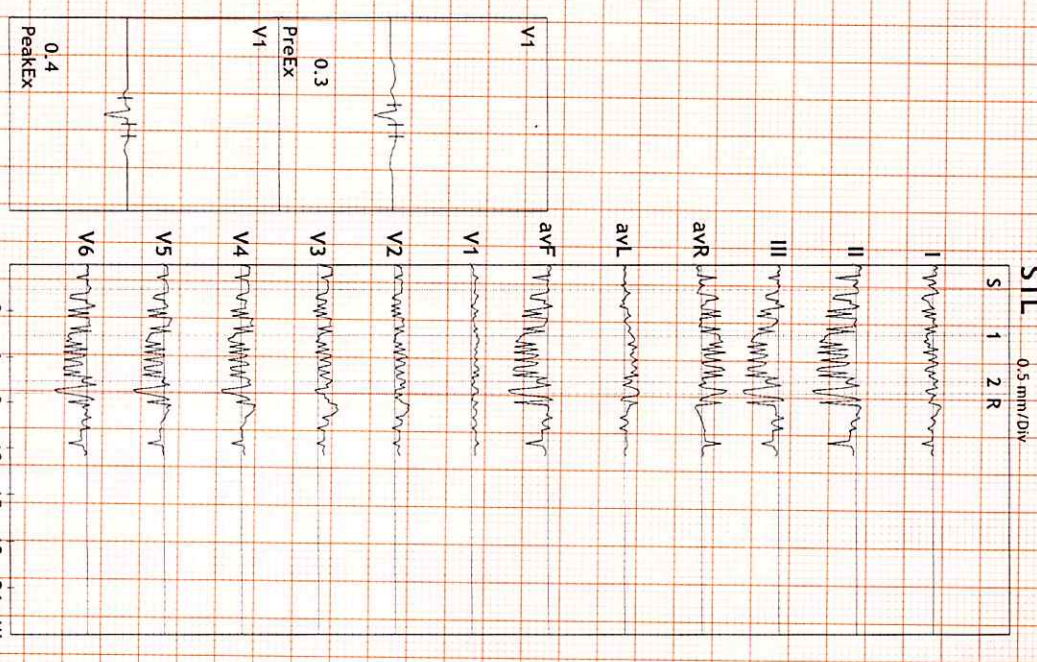 V1
0.3
PreEx
V1
0.4
PeakEx
STL 0.5 mm/Div
S 1 2 R
I
II
III
avR
avL
avF
V1
V2
V3
V4
V5
V6